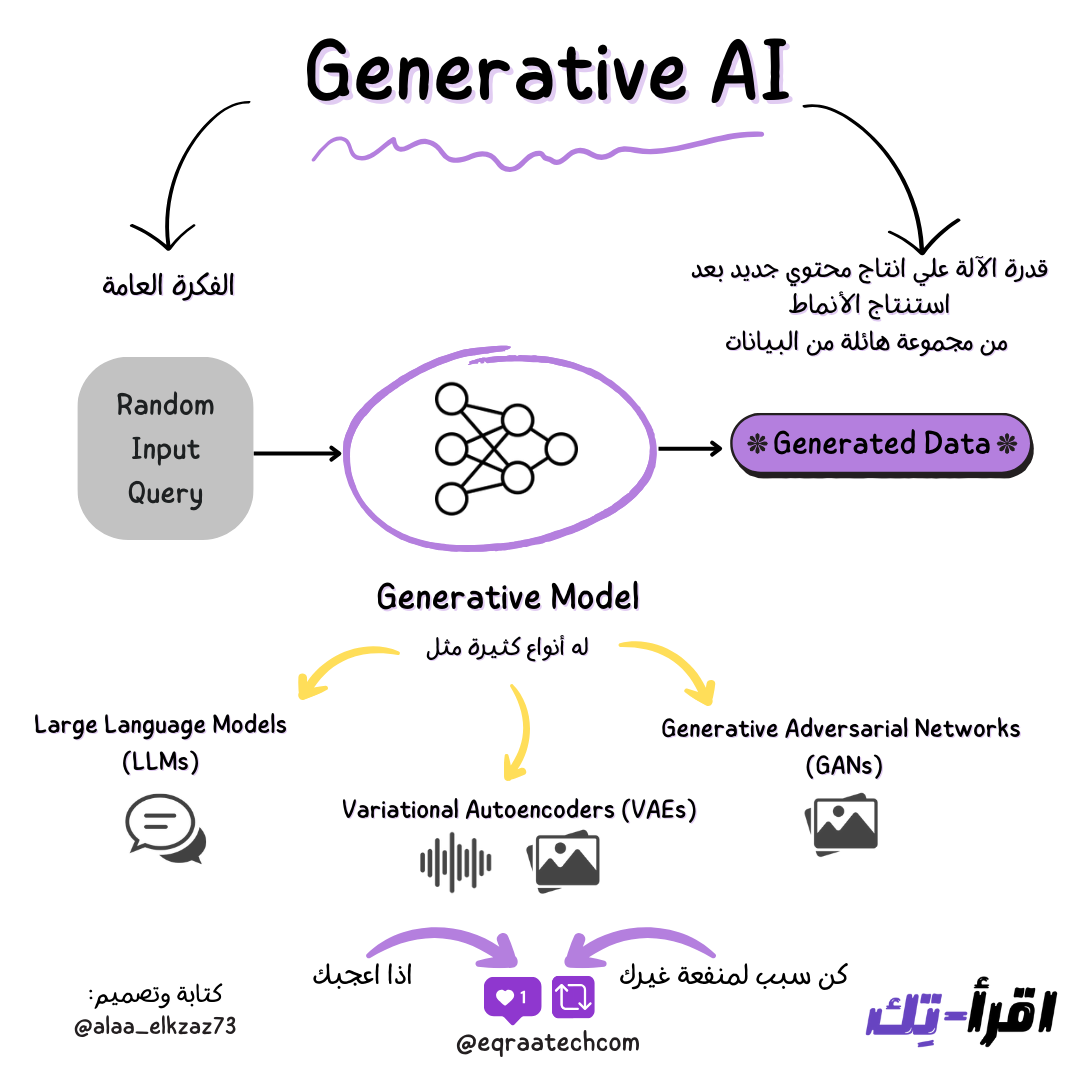 Generative AI
الفكرة العامة
قدرة الآلة علي انتاج محتوي جديد بعد
استنتاج الأنماط
من مجموعة هائلة من البيانات
Random
Input
Query
Generated Data
Generative Model
له أنواع كثيرة مثل
Large Language Models
(LLMs)
Variational Autoencoders (VAEs)
Generative Adversarial Networks
(GANs)
اذا اعجبك
1
كن سبب لمنفعة غيرك
@eqraatechcom
كتابة وتصميم:
@alaa_elkzaz73
اقرأ-تِك